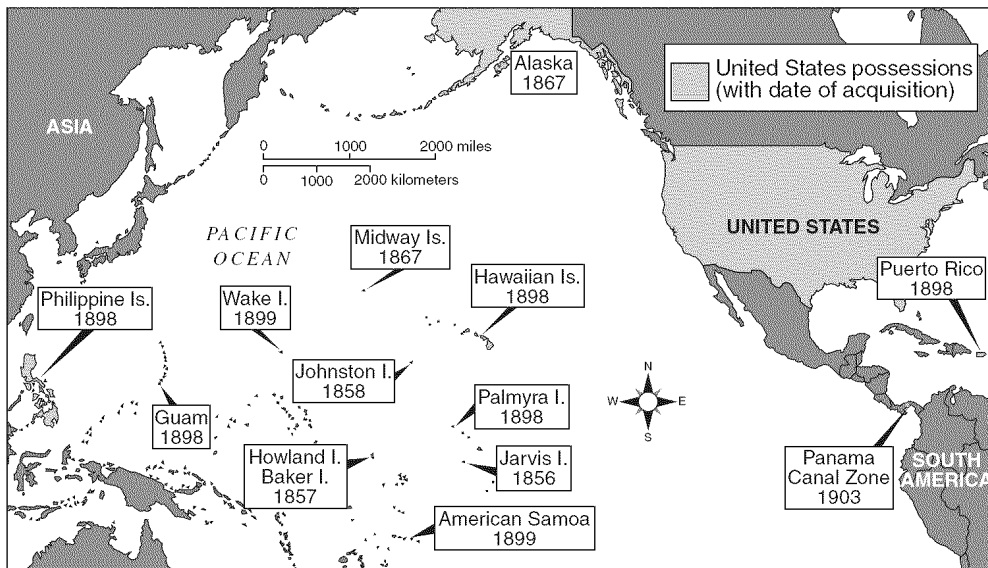 Alaska
1867
United States possessions
(with date of acquisition)
ASIA
0 1000 2000 miles
0 1000 2000 kilometers
UNITED STATES
PACIFIC
OCEAN
Midway Is.
1867
Hawaiian Is.
1898
Puerto Rico
1898
Philippine Is.
1898
Wake I.
1899
Johnston I.
1858
N
W E
S
Palmyra I.
1898
Guam
1898
Howland I.
Baker I.
1857
Jarvis I.
1856
Panama
Canal Zone
1903
SOUTH
AMERICA
American Samoa
1899